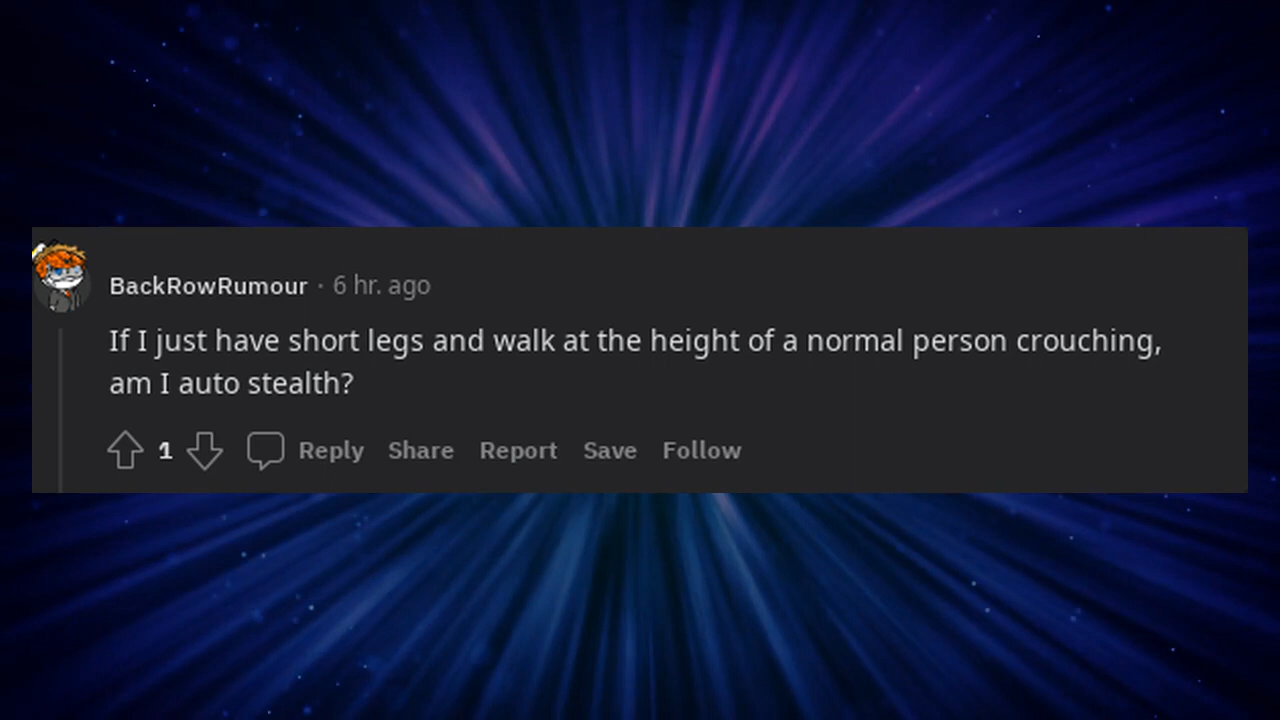 BackRowRumour · 6 hr. ago
If I just have short legs and walk at the height of a normal person crouching,
am I auto stealth?
1 Reply Share Report Save Follow